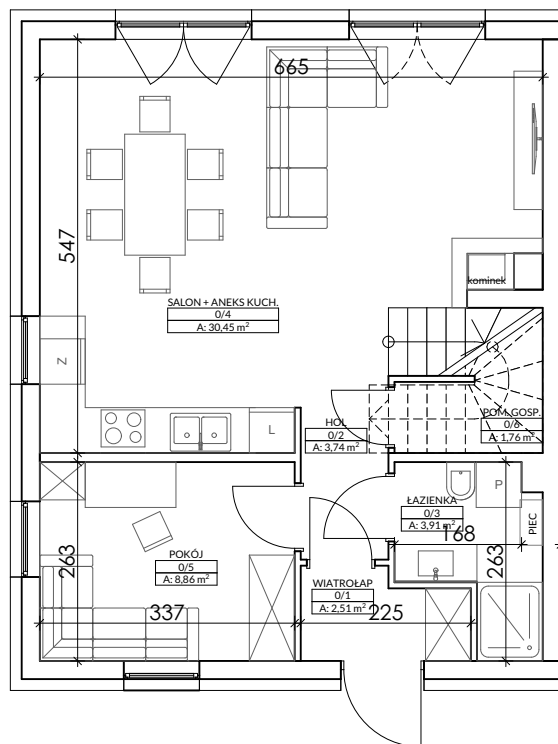 665
547
kominek
SALON + ANEKS KUCH.
0/4
A: 30,45 m²
Z
L
HOL
0/2
A: 3,74 m²
POM. GOSP.
0/6
A: 1,76 m²
P
ŁAZIENKA
0/3
A: 3,91 m²
168
PIEC
263
263
POKÓJ
0/5
A: 8,86 m²
WIATROŁAP
0/1
A: 2,51 m²
337
225